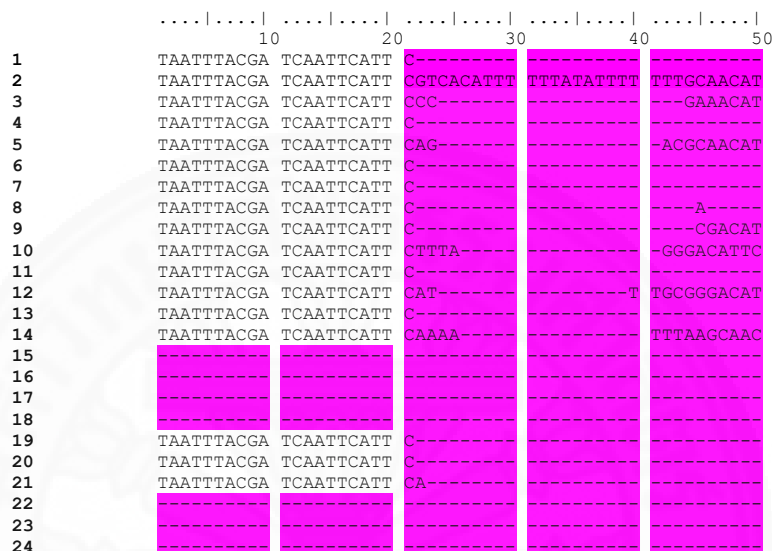 ....|....| ....|....| ....|....| ....|....| ....|....|
10 20 30 40 50
1 TAATTTACGA TCAATTCATT C--------- ---------- ----------
2 TAATTTACGA TCAATTCATT CGTCACATTT TTTATATTTT TTTGCAACAT
3 TAATTTACGA TCAATTCATT CCC------- ---------- ---GAAACAT
4 TAATTTACGA TCAATTCATT C--------- ---------- ----------
5 TAATTTACGA TCAATTCATT CAG------- ---------- -ACGCAACAT
6 TAATTTACGA TCAATTCATT C--------- ---------- ----------
7 TAATTTACGA TCAATTCATT C--------- ---------- ----------
8 TAATTTACGA TCAATTCATT C--------- ---------- ----A-----
9 TAATTTACGA TCAATTCATT C--------- ---------- ----CGACAT
10 TAATTTACGA TCAATTCATT CTTTA----- ---------- -GGGACATTC
11 TAATTTACGA TCAATTCATT C--------- ---------- ----------
12 TAATTTACGA TCAATTCATT CAT------- ---------T TGCGGGACAT
13 TAATTTACGA TCAATTCATT C--------- ---------- ----------
14 TAATTTACGA TCAATTCATT CAAAA----- ---------- TTTAAGCAAC
15 ---------- ---------- ---------- ---------- ----------
16 ---------- ---------- ---------- ---------- ----------
17 ---------- ---------- ---------- ---------- ----------
18 ---------- ---------- ---------- ---------- ----------
19 TAATTTACGA TCAATTCATT C--------- ---------- ----------
20 TAATTTACGA TCAATTCATT C--------- ---------- ----------
21 TAATTTACGA TCAATTCATT CA-------- ---------- ----------
22 ---------- ---------- ---------- ---------- ----------
23 ---------- ---------- ---------- ---------- ----------
24 ---------- ---------- ---------- ---------- ----------